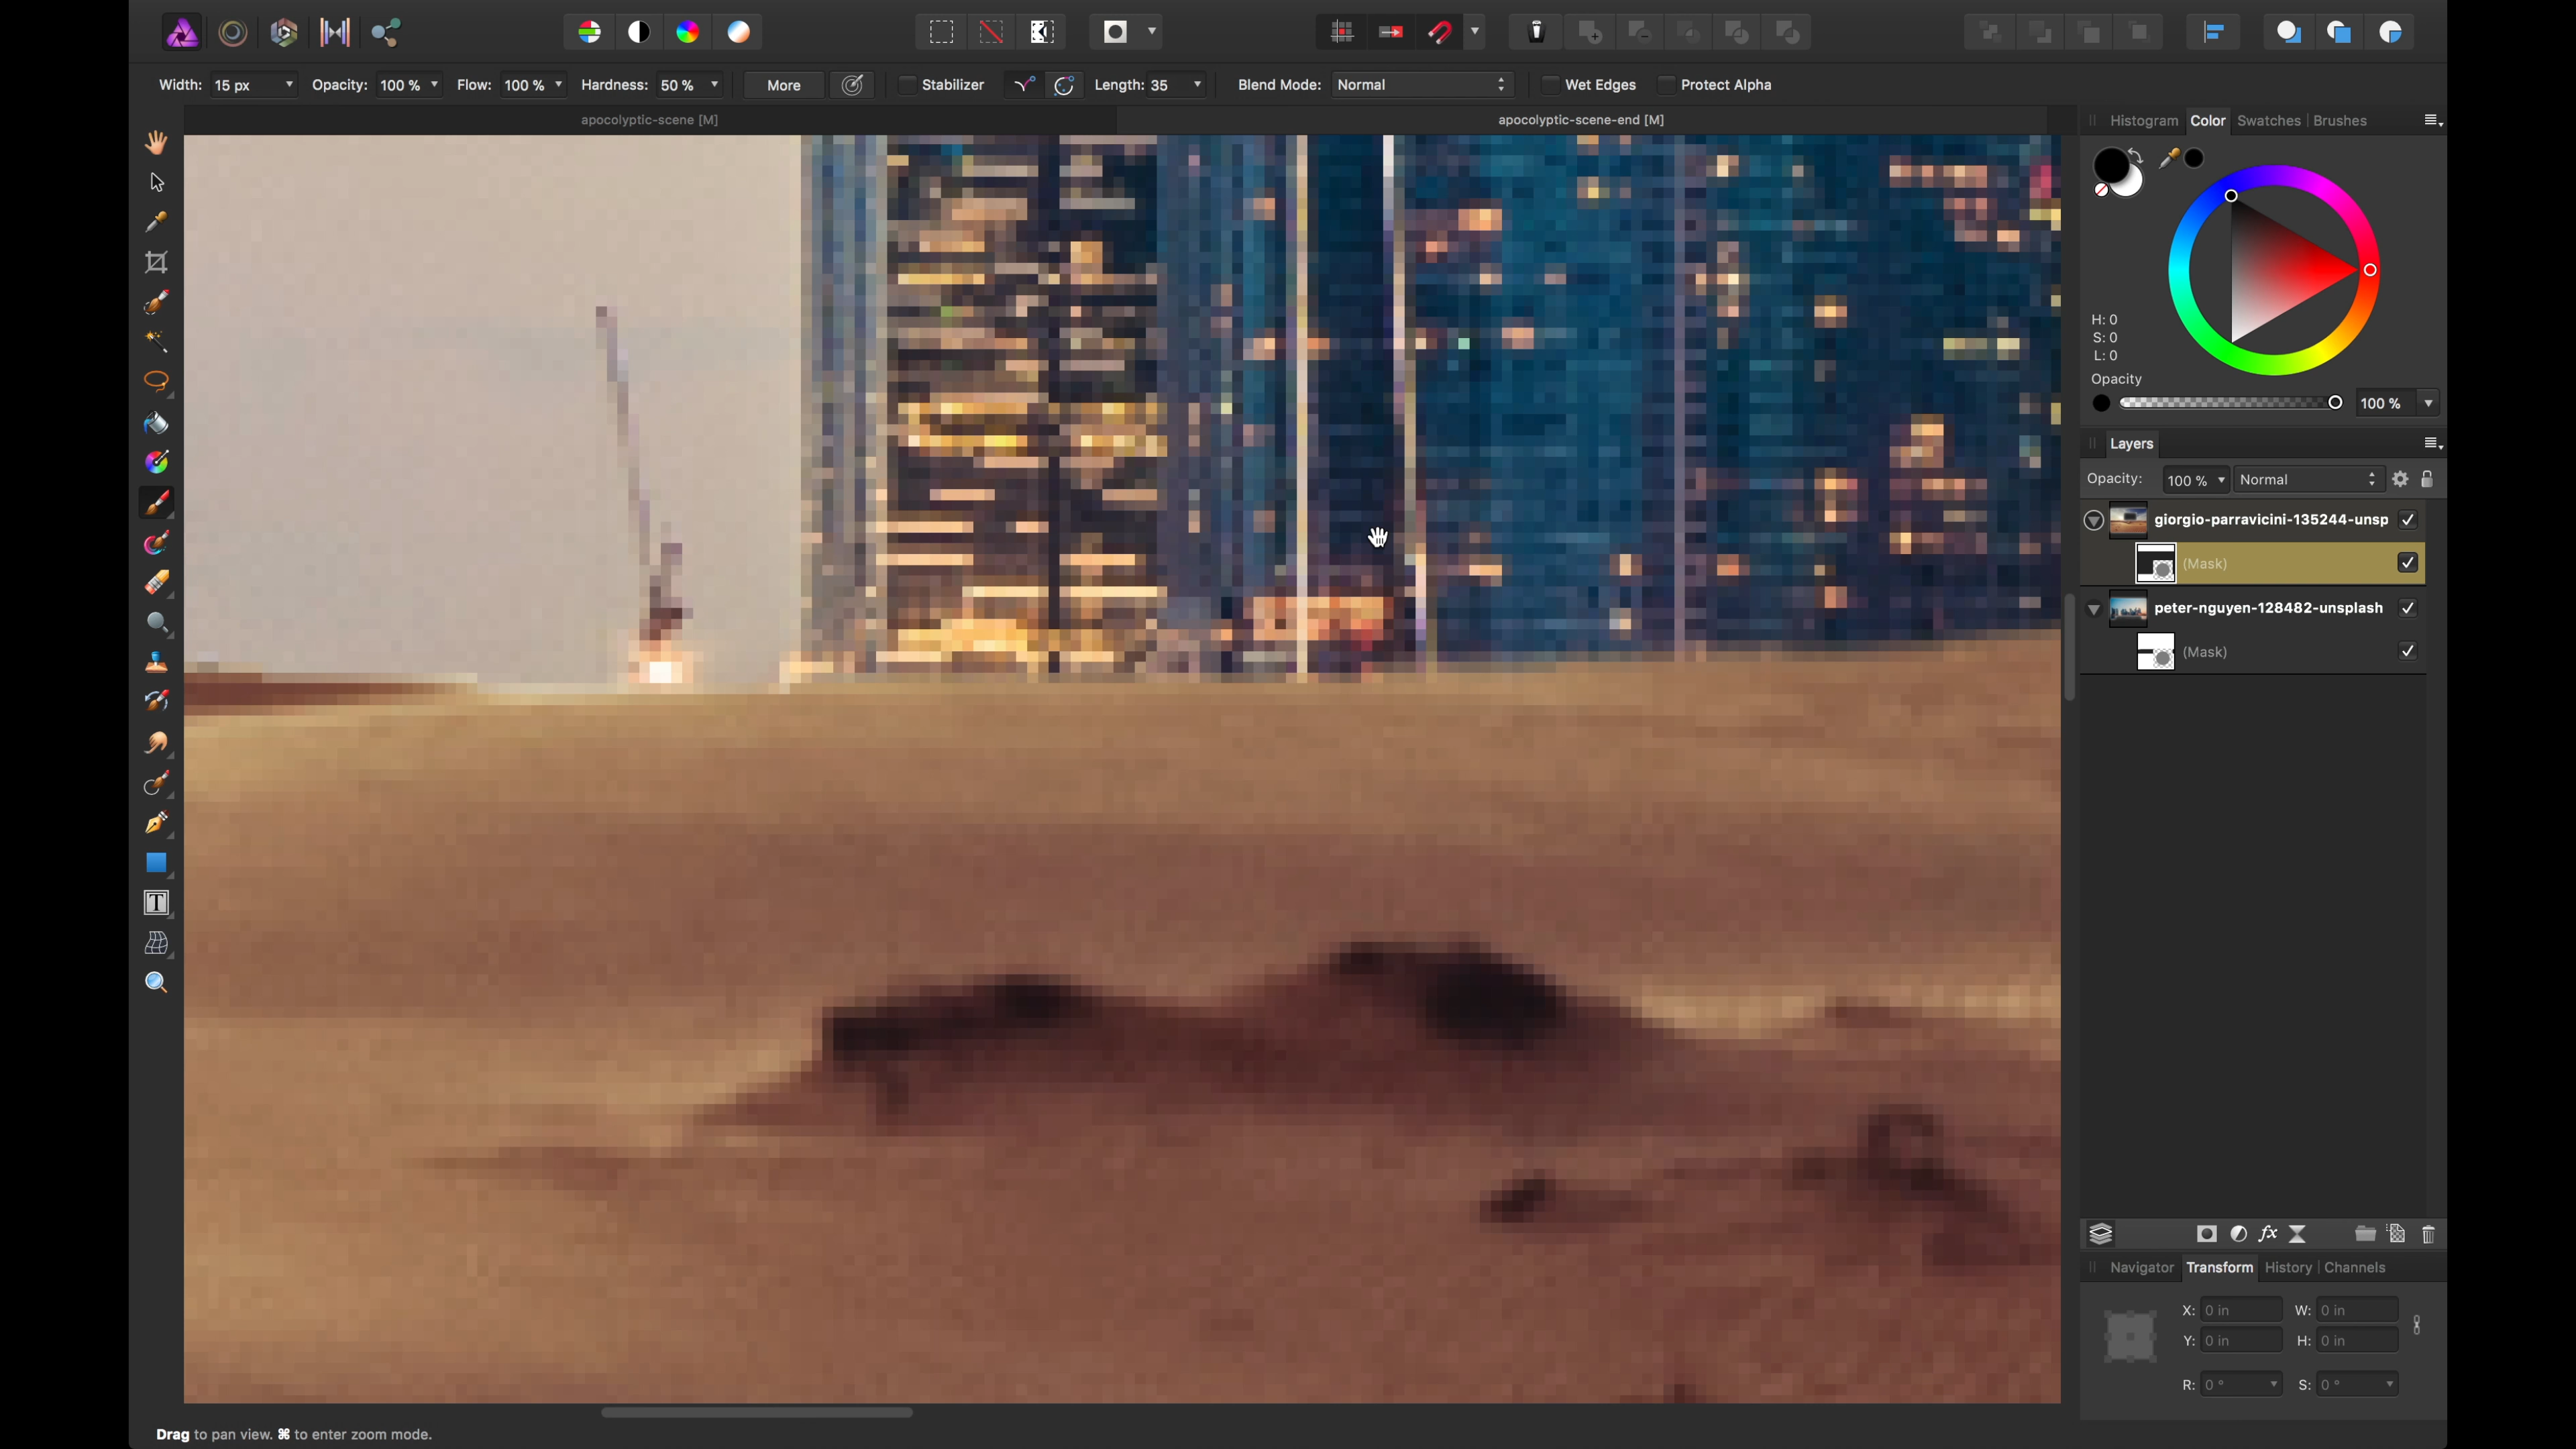 Width: 15 px Opacity: 100 % Flow: 100 % Hardness: 50 % More Stabilizer Length: 35 Blend Mode: Normal Wet Edges Protect Alpha
apocolyptic-scene [M] apocolyptic-scene-end [M]
Histogram Color Swatches Brushes
H: 0
S: 0
L: 0
Opacity
100 %
Layers
Opacity: 100 % Normal
giorgio-parravicini-135244-unsp
(Mask)
peter-nguyen-128482-unsplash
(Mask)
T
fx
Navigator Transform History Channels
X: 0 in W: 0 in
Y: 0 in H: 0 in
R: 0 ° S: 0 °
Drag to pan view. ⌘ to enter zoom mode.